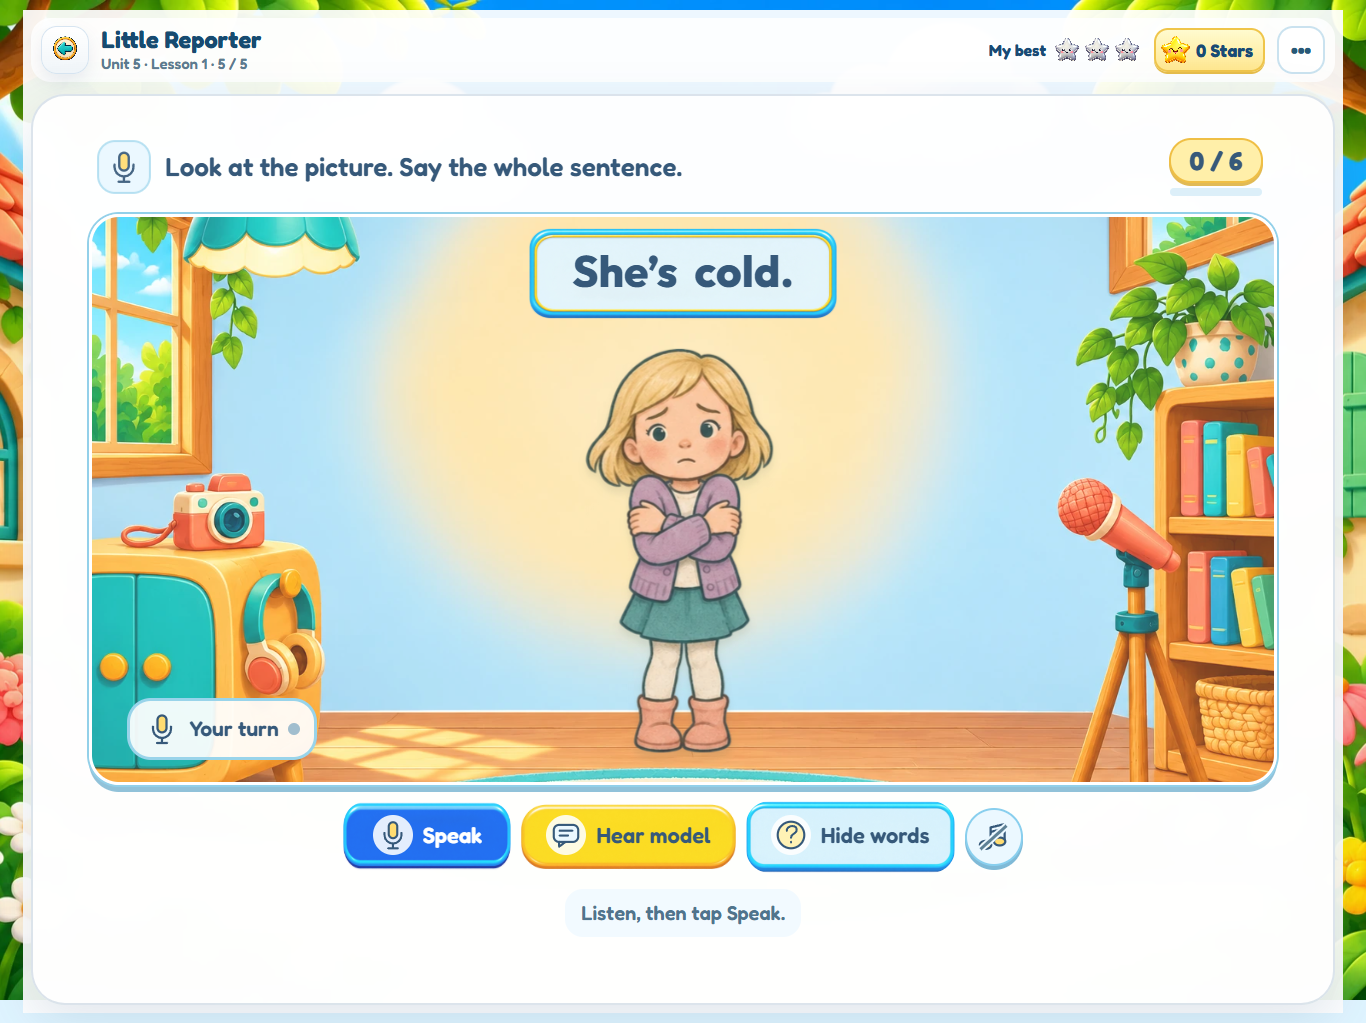 Little Reporter
Unit 5 · Lesson 1 · 5 / 5
My best
0 Stars
Look at the picture. Say the whole sentence.
0 / 6
She's cold.
Your turn
Speak
Hear model
Hide words
Listen, then tap Speak.